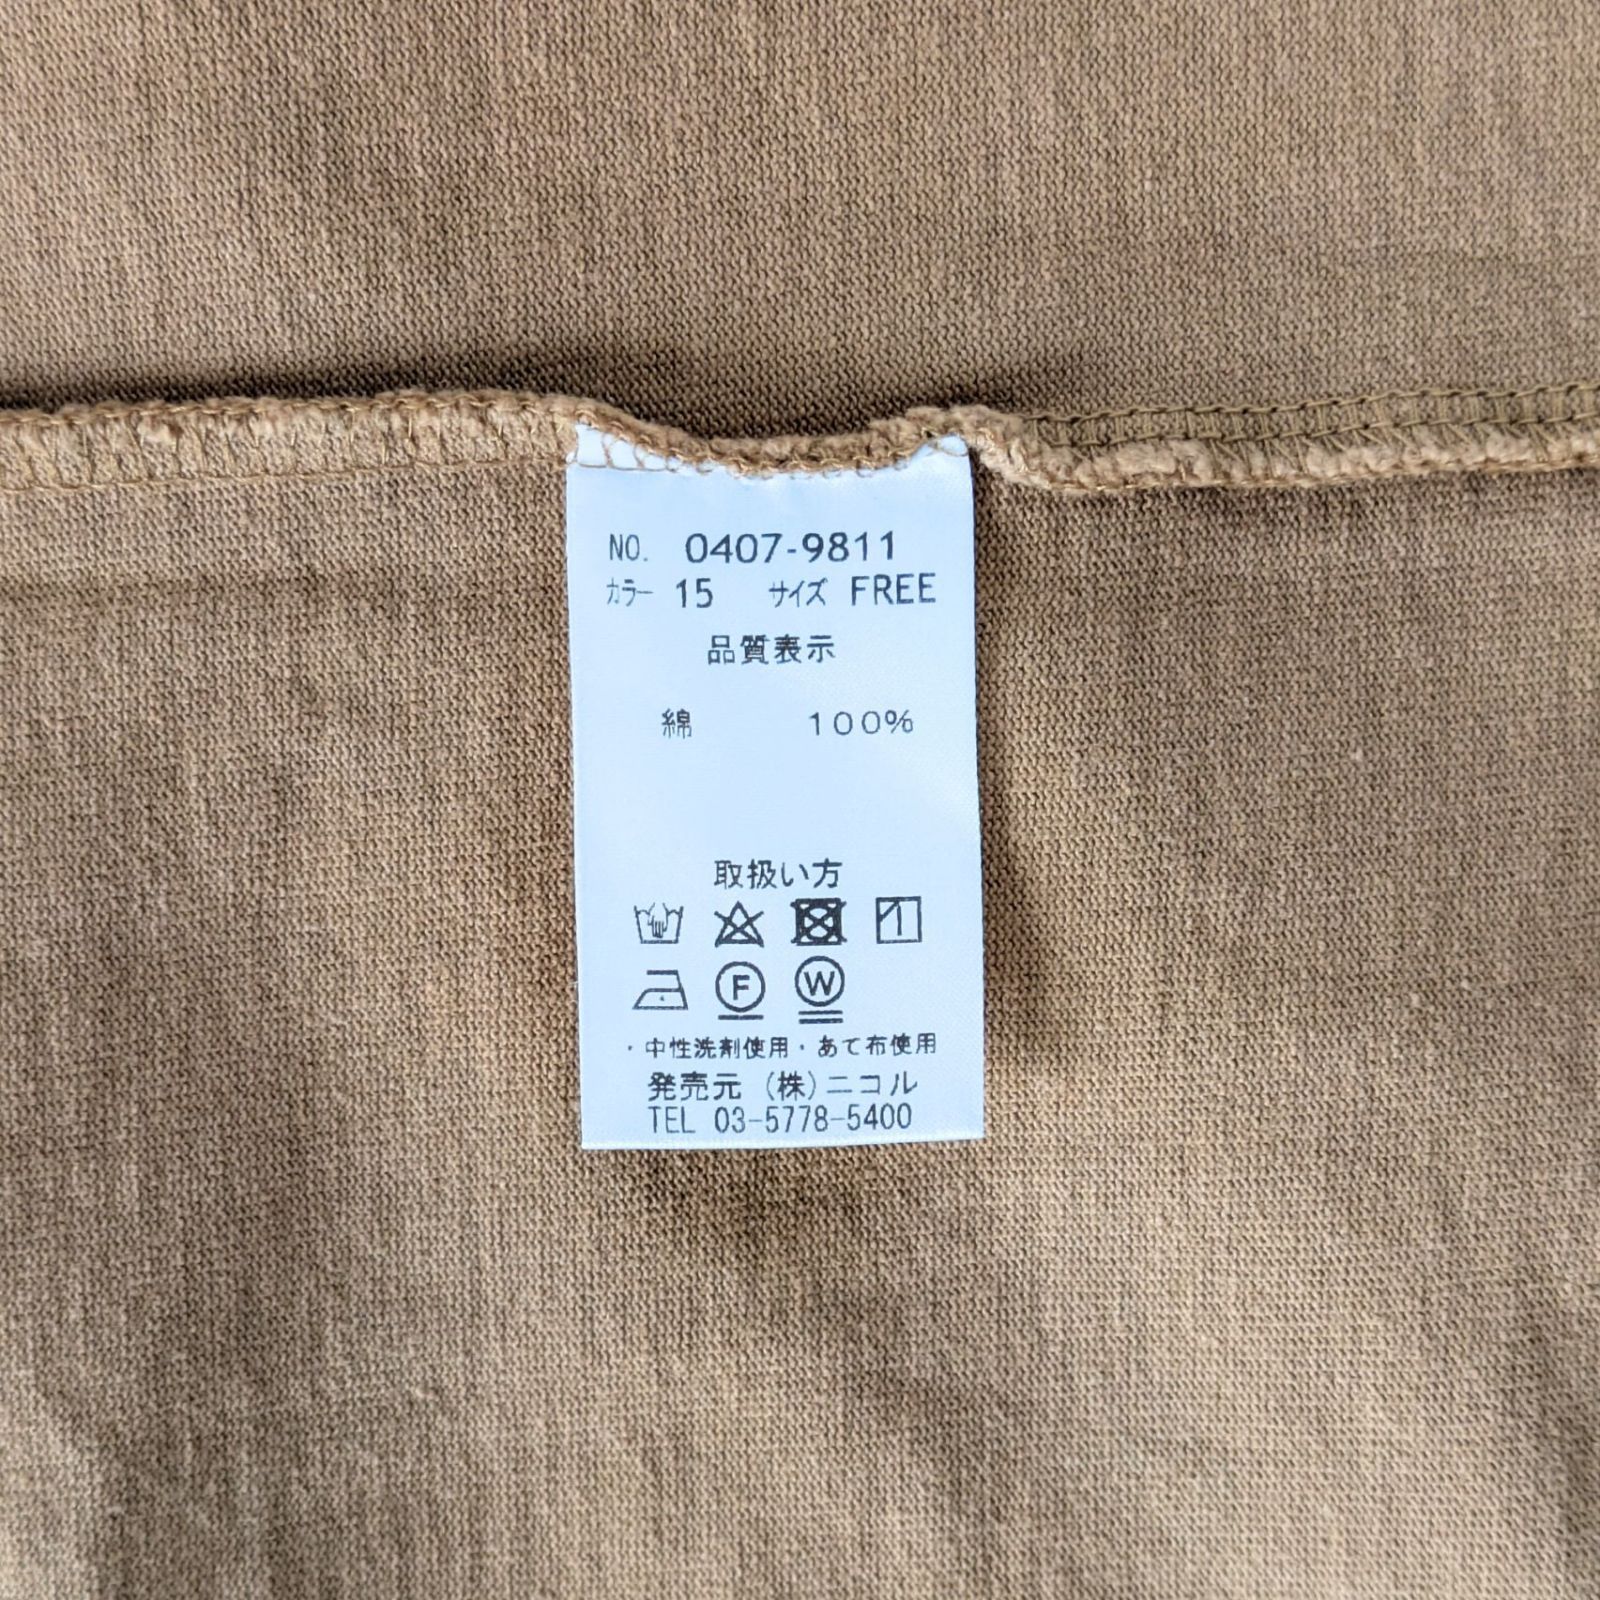 NO. 0407-9811
カラー 15 サイズ FREE
品質表示
綿 100%
取扱い方
F W
・中性洗剤使用・あて布使用
発売元 (株)ニコル
TEL 03-5778-5400